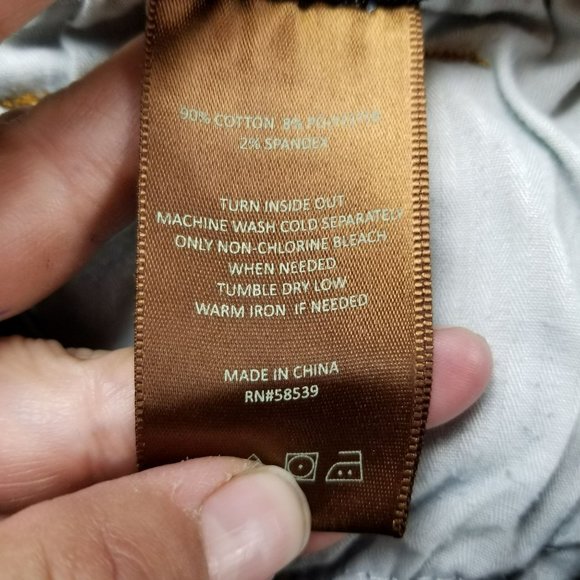 90% COTTON 8% POLYESTER
2% SPANDEX
TURN INSIDE OUT
MACHINE WASH COLD SEPARATELY
ONLY NON-CHLORINE BLEACH
WHEN NEEDED
TUMBLE DRY LOW
WARM IRON IF NEEDED
MADE IN CHINA
RN#58539